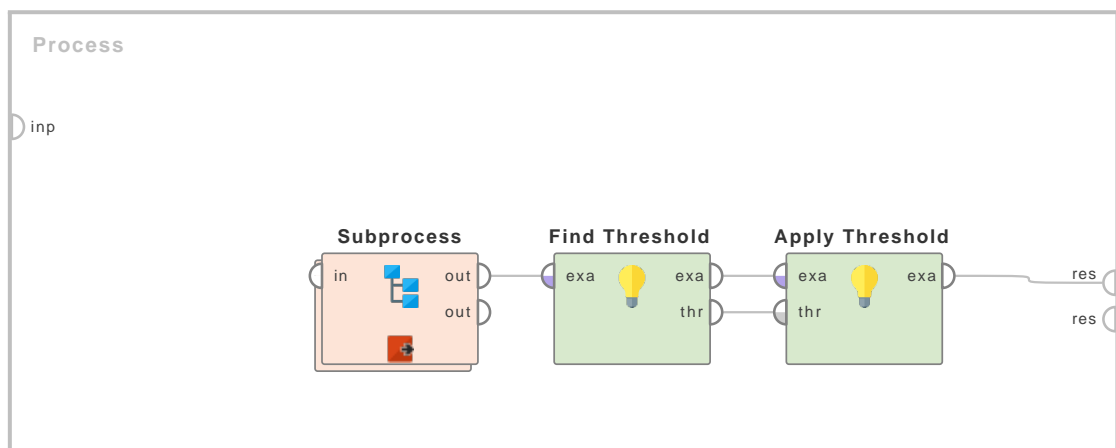 Process
inp
Subprocess Find Threshold Apply Threshold
in out exa exa exa exa res
out thr thr res